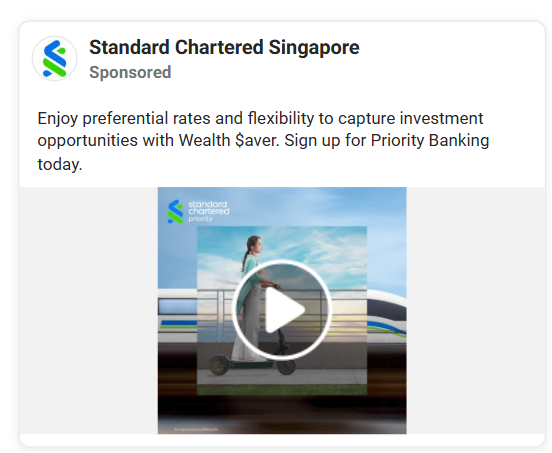 Standard Chartered Singapore
Sponsored
Enjoy preferential rates and flexibility to capture investment
opportunities with Wealth $aver. Sign up for Priority Banking
today.
standard
chartered
priority